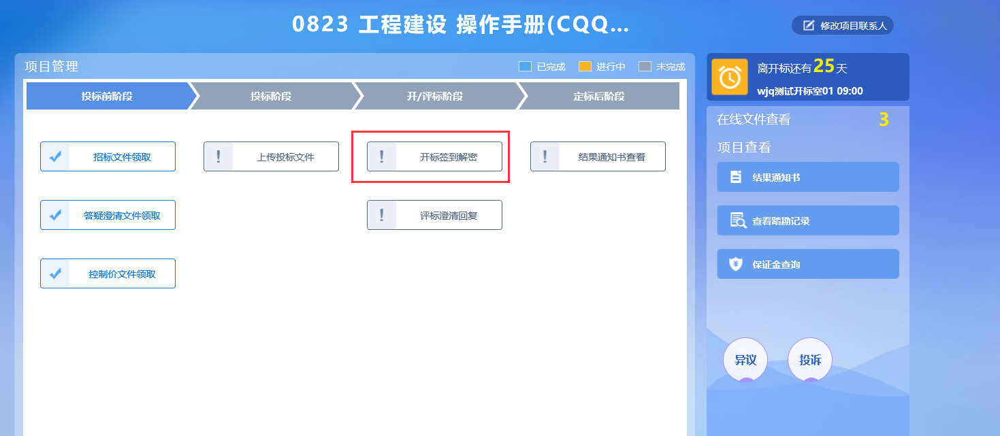 0823 工程建设 操作手册(CQQ...
修改项目联系人
项目管理
已完成 进行中 未完成
投标前阶段 投标阶段 开/评标阶段 定标后阶段
招标文件领取 ! 上传投标文件 ! 开标签到解密 ! 结果通知书查看
答疑澄清文件领取 ! 评标澄清回复
控制价文件领取
离开标还有25天
wjq测试开标室01 09:00
在线文件查看 3
项目查看
结果通知书
查看踏勘记录
保证金查询
异议 投诉